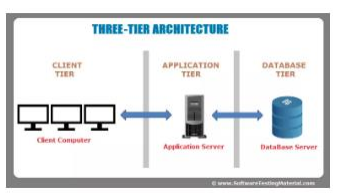 THREE-TIER ARCHITECTURE
CLIENT
TIER
APPLICATION
TIER
DATABASE
TIER
Client Computer
Application Server
DataBase Server
© www.SoftwareTestingMaterial.com